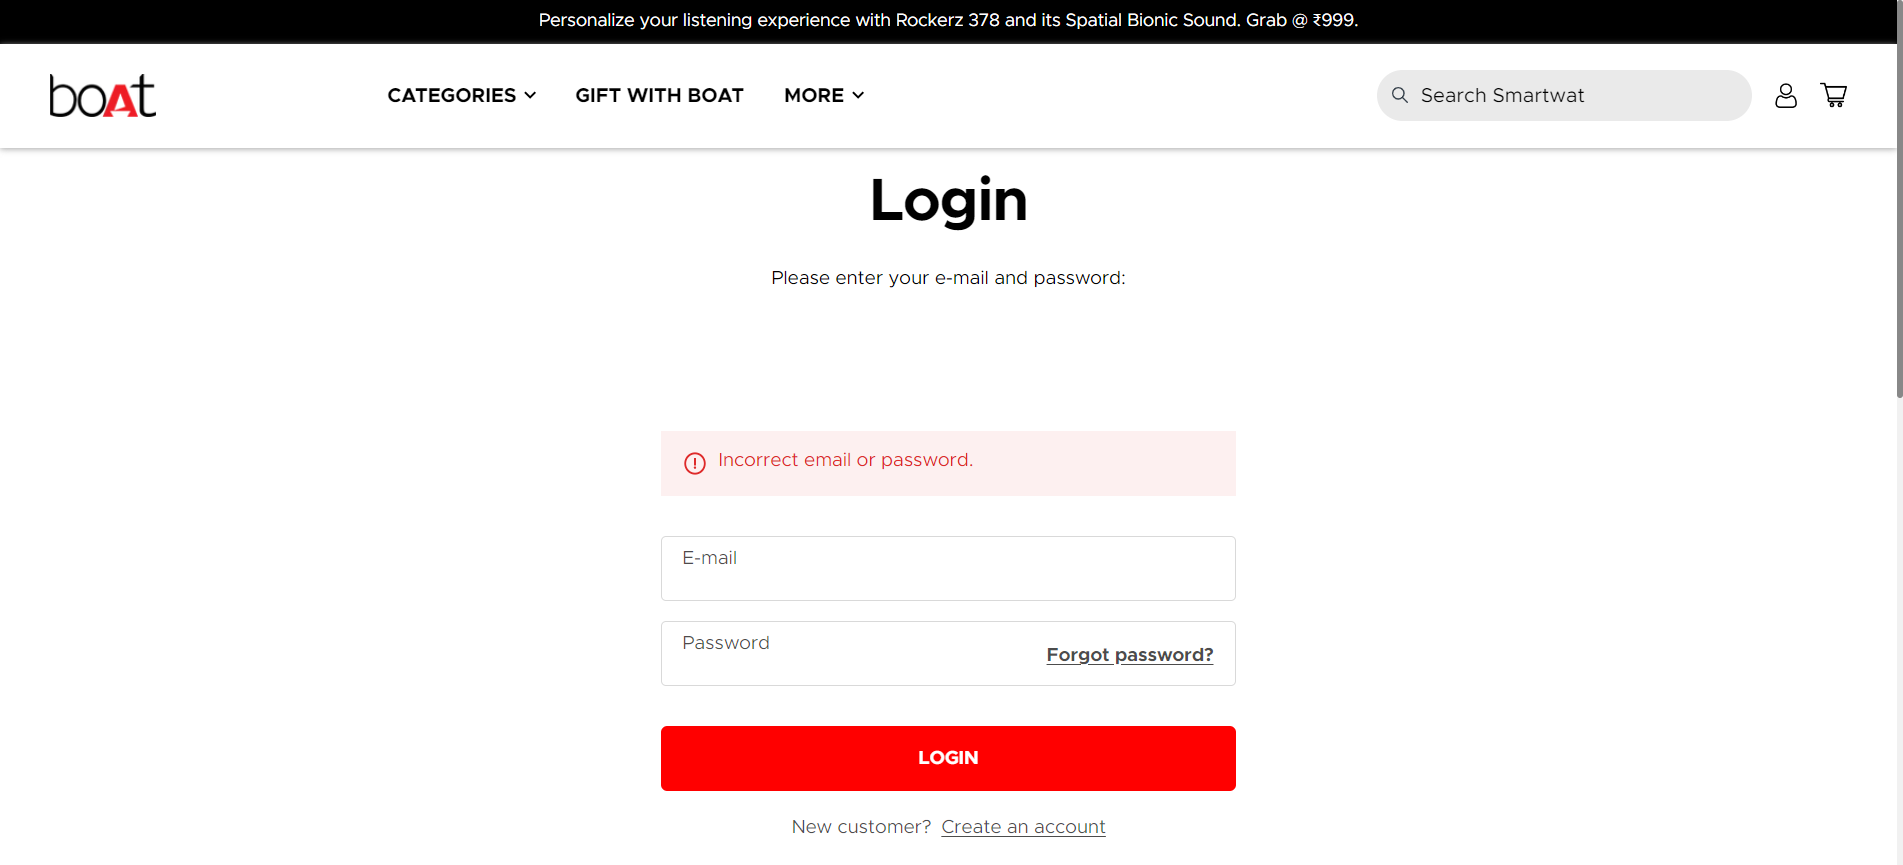 Personalize your listening experience with Rockerz 378 and its Spatial Bionic Sound. Grab @ ₹999.
boAt
CATEGORIES
GIFT WITH BOAT
MORE
Search Smartwat
Login
Please enter your e-mail and password:
Incorrect email or password.
E-mail
Password
Forgot password?
LOGIN
New customer? Create an account